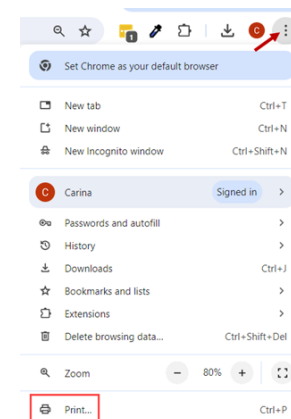 1
C
Set Chrome as your default browser
New tab Ctrl+T
New window Ctrl+N
New Incognito window Ctrl+Shift+N
C Carina Signed in
Passwords and autofill
History
Downloads Ctrl+J
Bookmarks and lists
Extensions
Delete browsing data... Ctrl+Shift+Del
Zoom − 80% +
Print... Ctrl+P